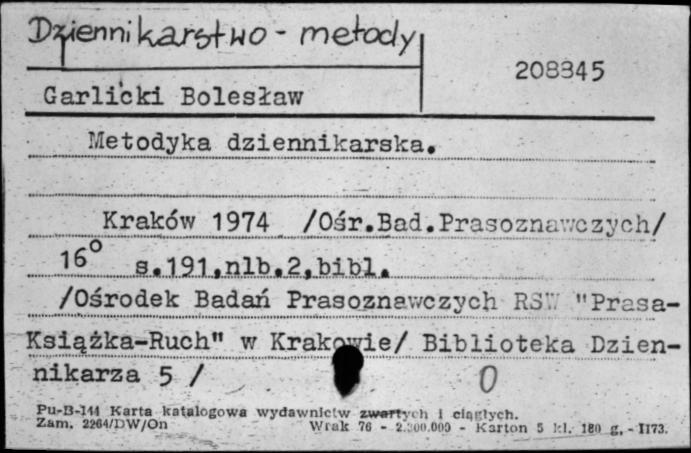 Dziennikarstwo - metody
208345
Garlicki Bolesław
Metodyka dziennikarska.
Kraków 1974 /Ośr.Bad.Prasoznawczych/
16° s.191,nlb.2,bibl.
/Ośrodek Badań Prasoznawczych RSW "Prasa-
Książka-Ruch" w Krakowie/ Biblioteka Dzien-
nikarza 5 /
0
Pu-B-144 Karta katalogowa wydawnictw zwartych i ciągłych.
Zam. 2264/DW/On Wrak 76 - 2.300.000 - Karton 5 kl. 180 g. - 1173.